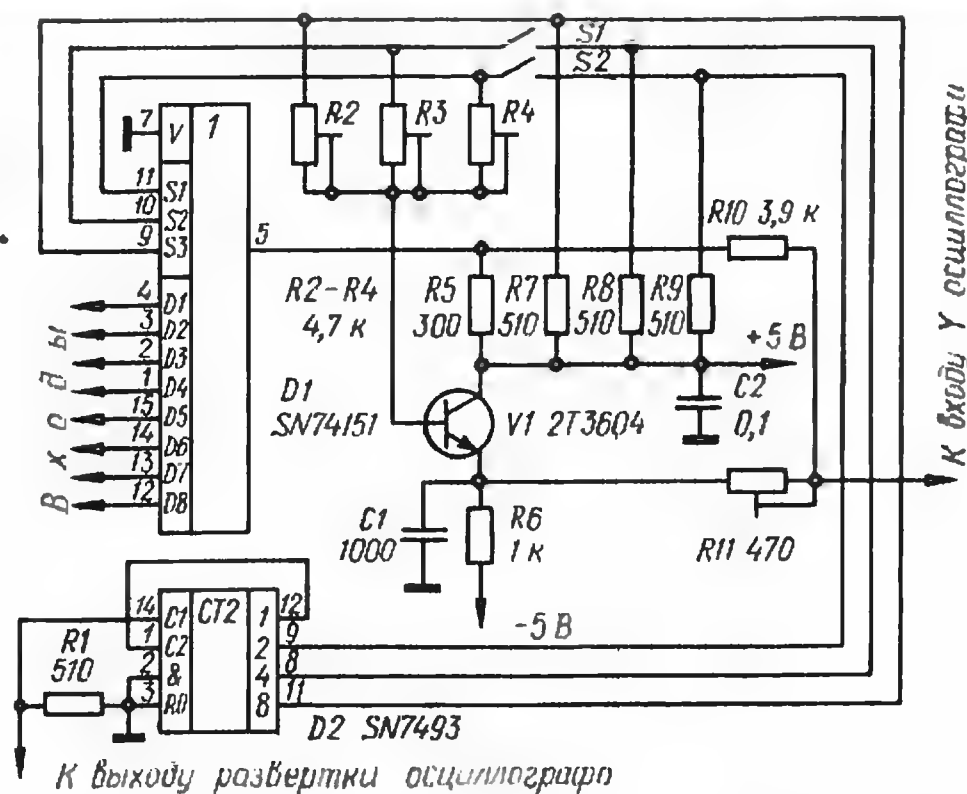 S1
S2
7 V 1
R2 R3 R4
11 S1
10 S2
9 S3
5
R10 3,9 к
4 D1
3 D2
2 D3
1 D4
15 D5
14 D6
13 D7
12 D8
Входы
R2-R4
4,7 к
R5
300
R7
510
R8
510
R9
510
+5 В
D1
SN74151
V1 2Т3604
C2
0,1
C1
1000
R6
1 к
R11 470
-5 В
К входу Y осциллографа
14 C1 CT2 1 12
1 C2 2 9
2 & 4 8
3 R0 8 11
R1
510
D2 SN7493
К выходу развертки осциллографа